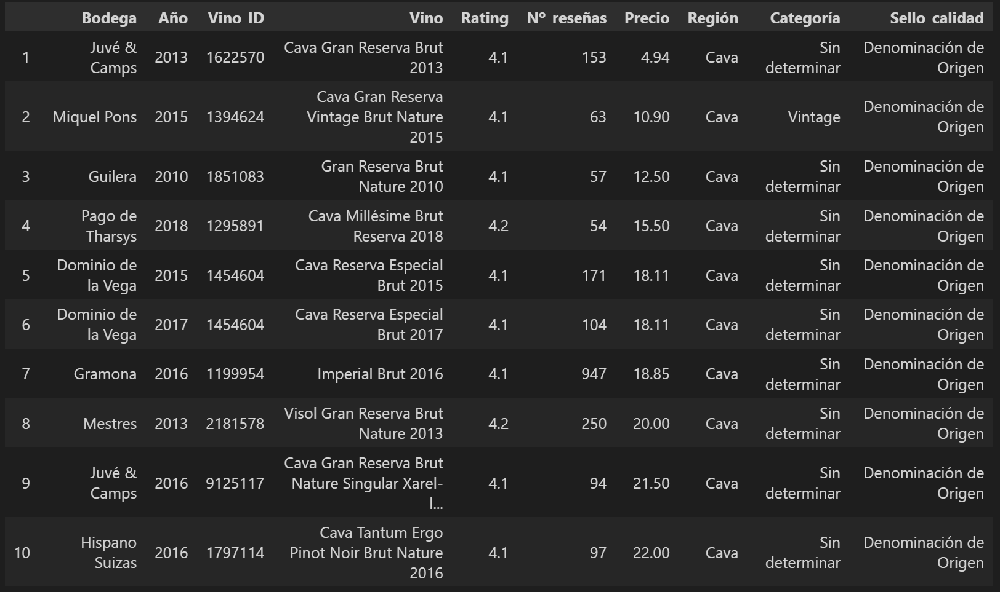 Bodega Año Vino_ID Vino Rating Nº_reseñas Precio Región Categoría Sello_calidad
1 Juvé & Camps 2013 1622570 Cava Gran Reserva Brut 2013 4.1 153 4.94 Cava Sin determinar Denominación de Origen
2 Miquel Pons 2015 1394624 Cava Gran Reserva Vintage Brut Nature 2015 4.1 63 10.90 Cava Vintage Denominación de Origen
3 Guilera 2010 1851083 Gran Reserva Brut Nature 2010 4.1 57 12.50 Cava Sin determinar Denominación de Origen
4 Pago de Tharsys 2018 1295891 Cava Millésime Brut Reserva 2018 4.2 54 15.50 Cava Sin determinar Denominación de Origen
5 Dominio de la Vega 2015 1454604 Cava Reserva Especial Brut 2015 4.1 171 18.11 Cava Sin determinar Denominación de Origen
6 Dominio de la Vega 2017 1454604 Cava Reserva Especial Brut 2017 4.1 104 18.11 Cava Sin determinar Denominación de Origen
7 Gramona 2016 1199954 Imperial Brut 2016 4.1 947 18.85 Cava Sin determinar Denominación de Origen
8 Mestres 2013 2181578 Visol Gran Reserva Brut Nature 2013 4.2 250 20.00 Cava Sin determinar Denominación de Origen
9 Juvé & Camps 2016 9125117 Cava Gran Reserva Brut Nature Singular Xarel-l... 4.1 94 21.50 Cava Sin determinar Denominación de Origen
10 Hispano Suizas 2016 1797114 Cava Tantum Ergo Pinot Noir Brut Nature 2016 4.1 97 22.00 Cava Sin determinar Denominación de Origen